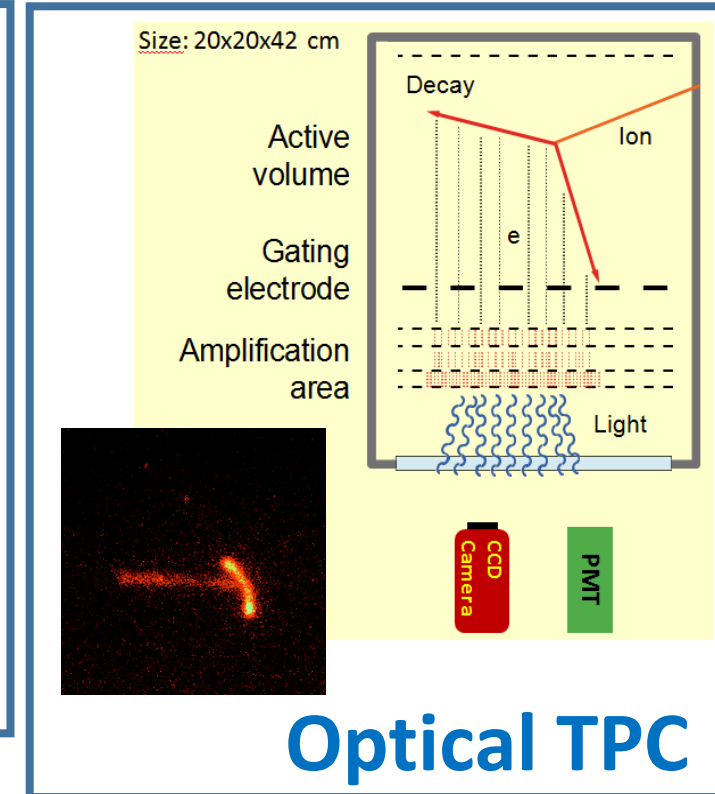 Size: 20x20x42 cm
Decay
Ion
Active
volume
e
Gating
electrode
Amplification
area
Light
CCD
Camera
PMT
Optical TPC